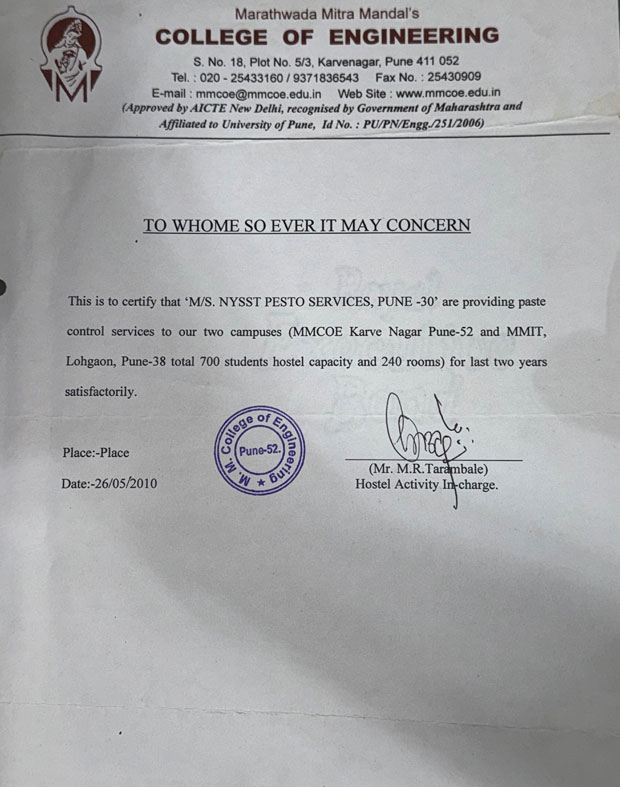 Marathwada Mitra Mandal's
COLLEGE OF ENGINEERING
S. No. 18, Plot No. 5/3, Karvenagar, Pune 411 052
Tel. : 020 - 25433160 / 9371836543 Fax No. : 25430909
E-mail : mmcoe@mmcoe.edu.in Web Site : www.mmcoe.edu.in
(Approved by AICTE New Delhi, recognised by Government of Maharashtra and
Affiliated to University of Pune, Id No. : PU/PN/Engg./251/2006)
TO WHOME SO EVER IT MAY CONCERN
This is to certify that ‘M/S. NYSST PESTO SERVICES, PUNE -30’ are providing paste
control services to our two campuses (MMCOE Karve Nagar Pune-52 and MMIT,
Lohgaon, Pune-38 total 700 students hostel capacity and 240 rooms) for last two years
satisfactorily.
M. M. College of Engineering
Pune-52.
Place:-Place
(Mr. M.R.Tarambale)
Date:-26/05/2010
Hostel Activity In-charge.